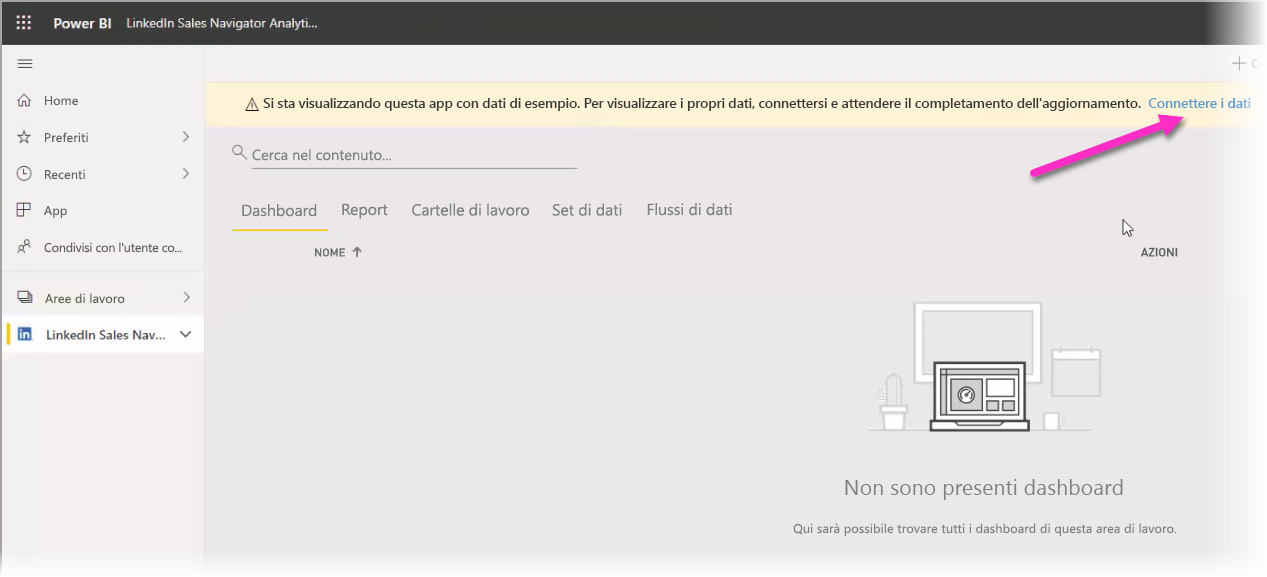 Power BI LinkedIn Sales Navigator Analyti...
Si sta visualizzando questa app con dati di esempio. Per visualizzare i propri dati, connettersi e attendere il completamento dell'aggiornamento. Connettere i dati
Home
Preferiti
Recenti
App
Condivisi con l'utente co...
Aree di lavoro
LinkedIn Sales Nav...
Cerca nel contenuto...
Dashboard Report Cartelle di lavoro Set di dati Flussi di dati
NOME AZIONI
Non sono presenti dashboard
Qui sarà possibile trovare tutti i dashboard di questa area di lavoro.